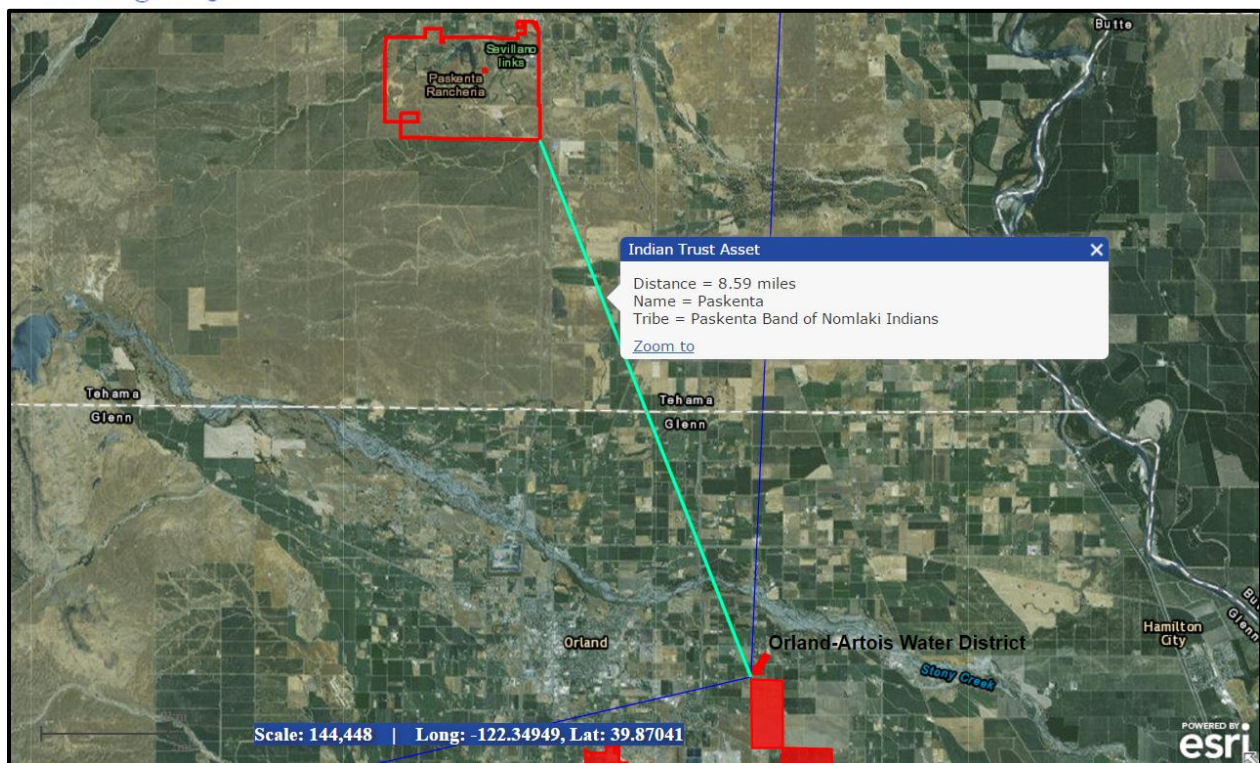 Butte
Sevillano
links
Paskenta
Rancheria
Indian Trust Asset
Distance = 8.59 miles
Name = Paskenta
Tribe = Paskenta Band of Nomlaki Indians
Zoom to
Tehama
Glenn
Tehama
Glenn
Orland
Orland-Artois Water District
Hamilton
City
Glenn
Stony Creek
Scale: 144,448 | Long: -122.34949, Lat: 39.87041
POWERED BY
esri